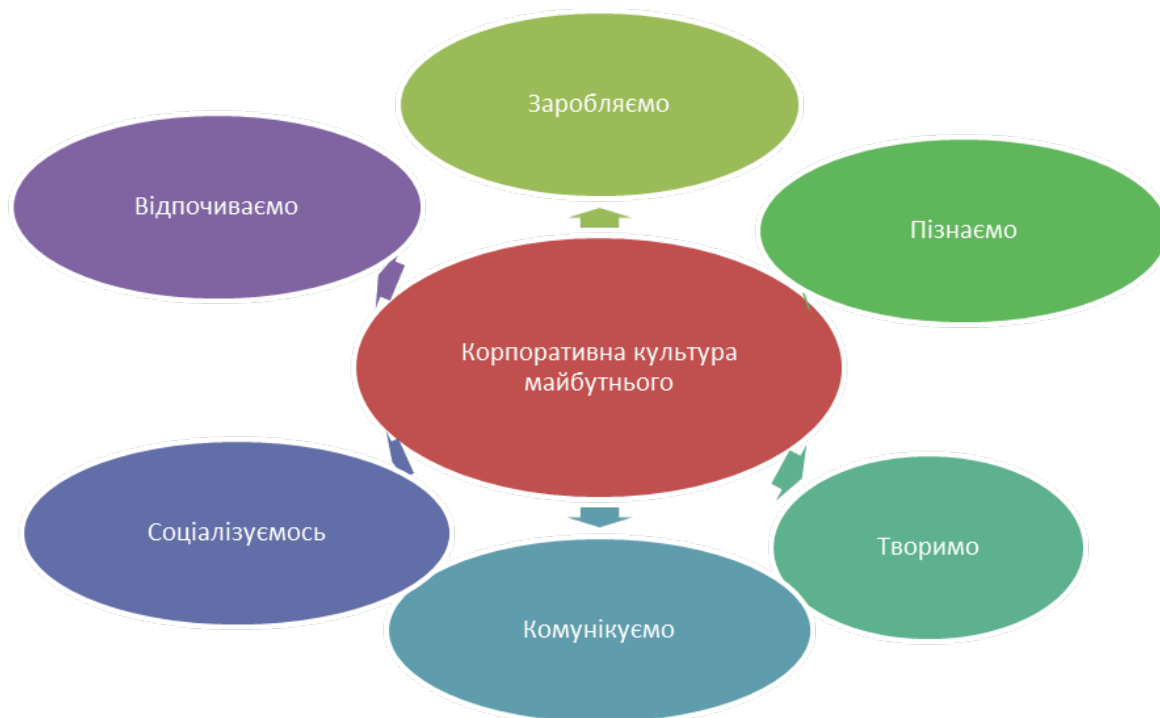 Заробляємо
Відпочиваємо
Пізнаємо
Корпоративна культура
майбутнього
Соціалізуємось
Творимо
Комунікуємо